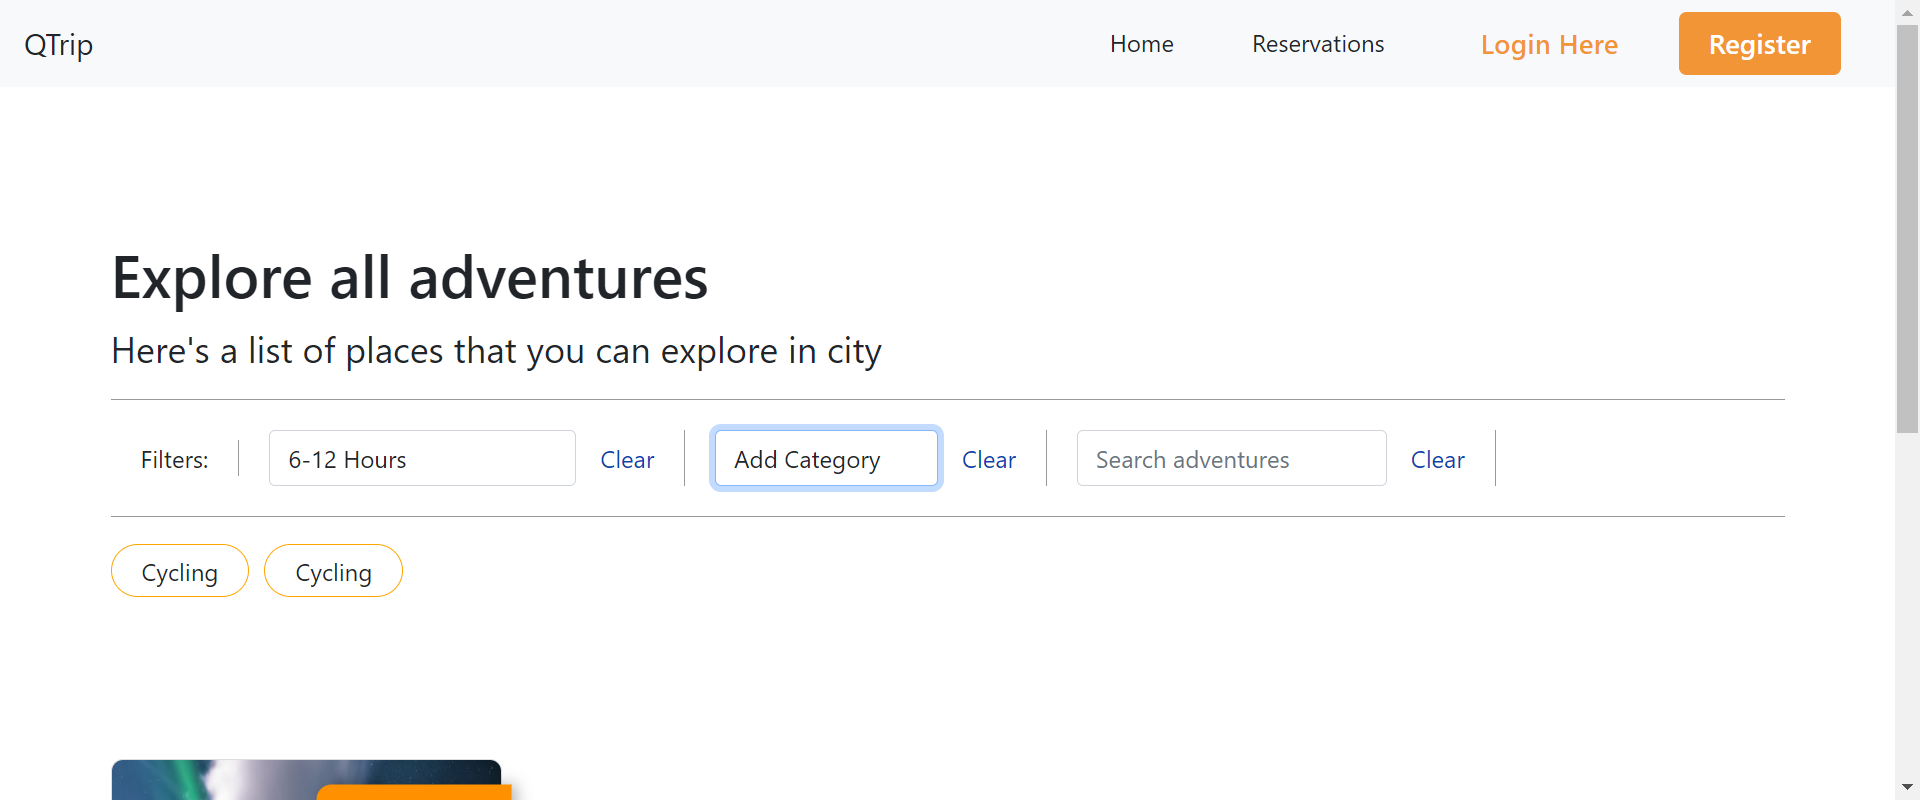 QTrip Home Reservations Login Here Register
Explore all adventures
Here's a list of places that you can explore in city
Filters: 6-12 Hours Clear Add Category Clear Search adventures Clear
Cycling Cycling